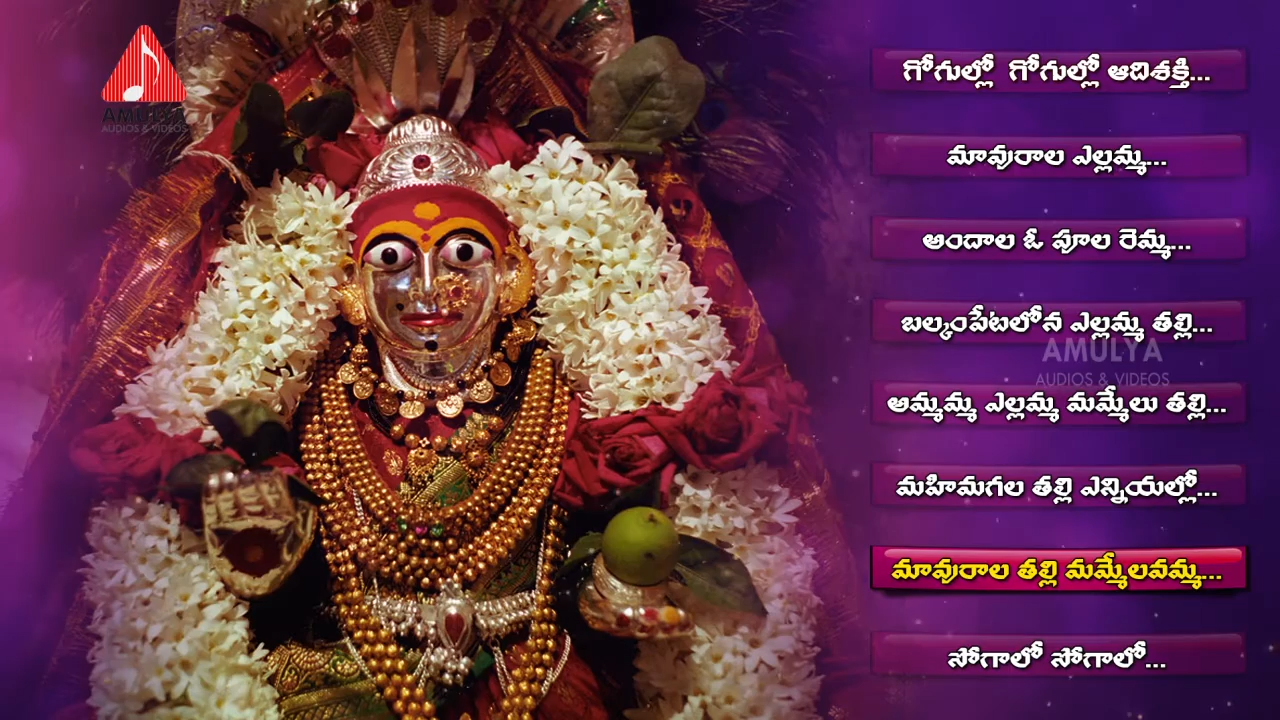 AMULYA
AUDIOS & VIDEOS
గోగుల్లో గోగుల్లో ఆదిశక్తి...
మావురాల ఎల్లమ్మ...
అందాల ఓ పూల రెమ్మ...
బల్కంపేటలోన ఎల్లమ్మ తల్లి...
AMULYA
AUDIOS & VIDEOS
అమ్మమ్మ ఎల్లమ్మ మమ్మేలు తల్లి...
మహిమగల తల్లి ఎన్నియల్లో...
మావురాల తల్లి మమ్మేలవమ్మ...
సోగాలో సోగాలో...